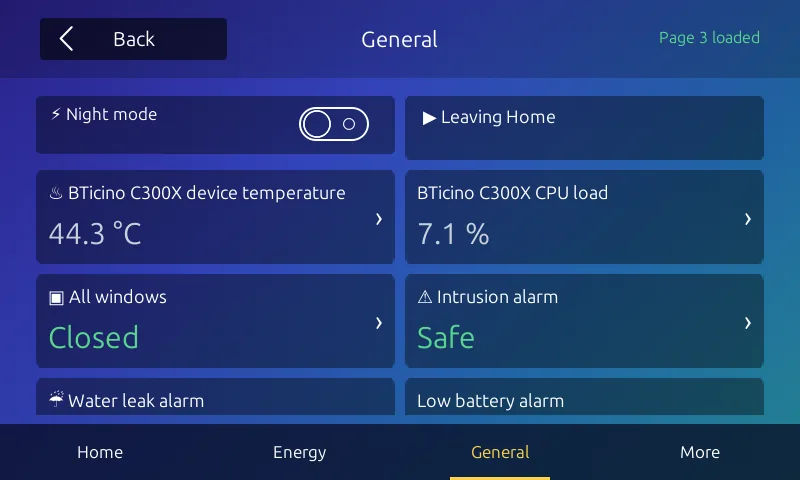 Back
General
Page 3 loaded
⚡ Night mode
▶ Leaving Home
♨ BTicino C300X device temperature
44.3 °C
BTicino C300X CPU load
7.1 %
▣ All windows
Closed
⚠ Intrusion alarm
Safe
☔ Water leak alarm
Low battery alarm
Home
Energy
General
More